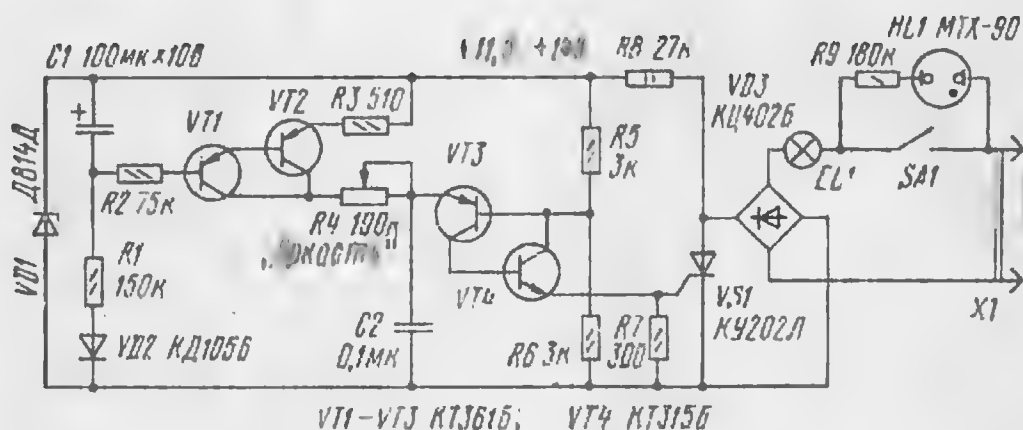 C1 100мк×10В
R8 27к
HL1 МТХ-90
R9 180к
VD3
КЦ402Б
VT2
R3 510
VT1
VT3
R5
3к
Д814Д
R2 75к
R4
EL1
SA1
R1
150к
VT4
VS1
КУ202Л
X1
VD1
C2
0,1мк
R6 3к
R7
300
VD2 КД105Б
VT1-VT3 КТ361Б; VT4 КТ315Б